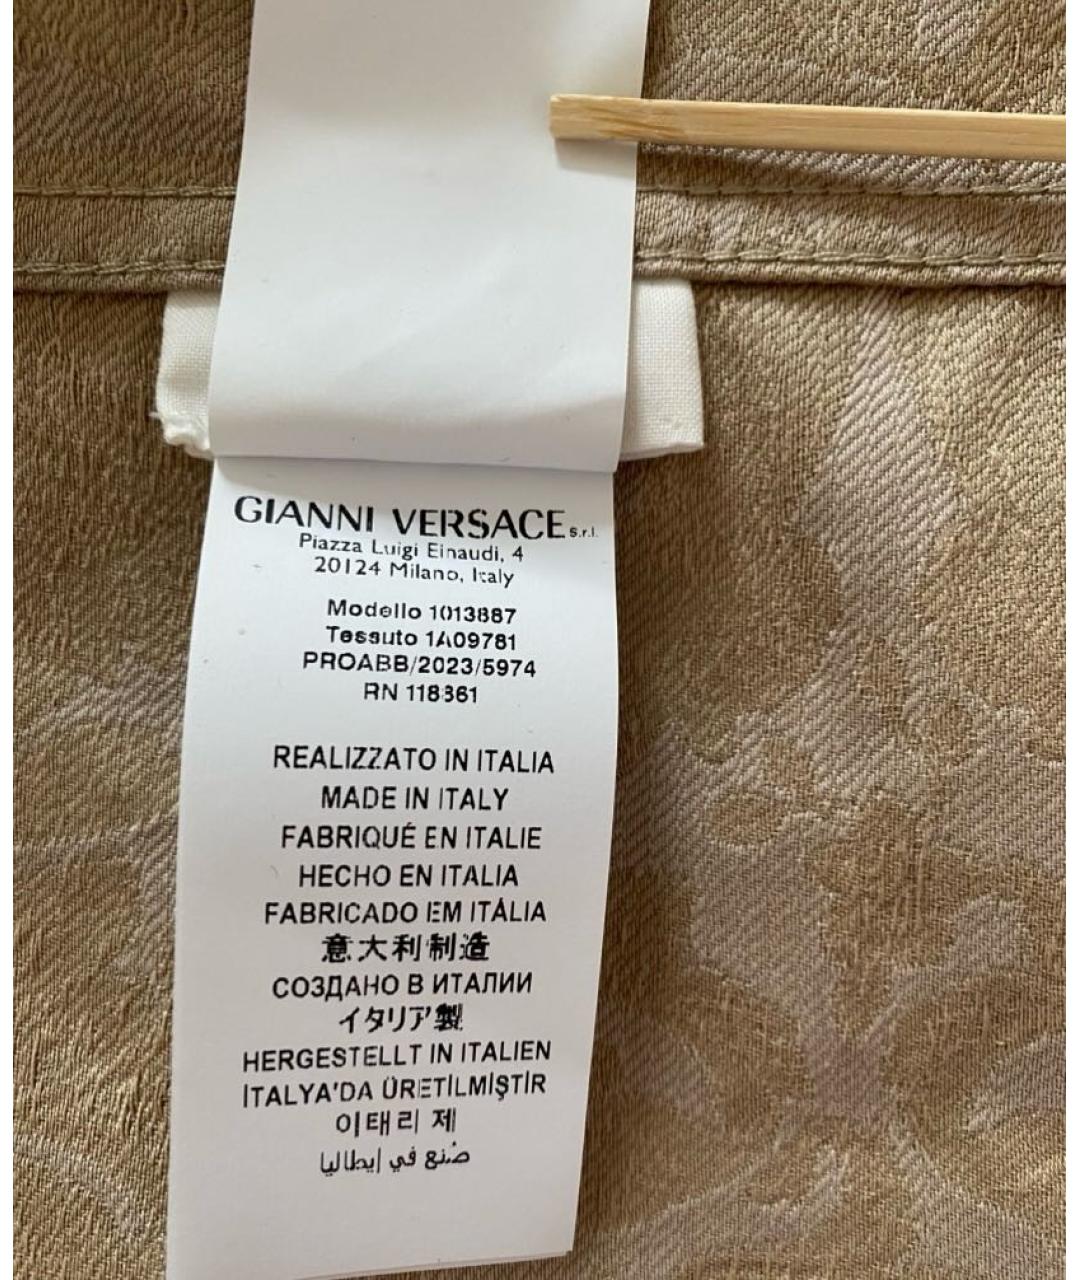 GIANNI VERSACE s.r.l.
Piazza Luigi Einaudi, 4
20124 Milano, Italy
Modello 1013887
Tessuto 1A09781
PROABB/2023/5974
RN 118361
REALIZZATO IN ITALIA
MADE IN ITALY
FABRIQUÉ EN ITALIE
HECHO EN ITALIA
FABRICADO EM ITÁLIA
意大利制造
СОЗДАНО В ИТАЛИИ
イタリア製
HERGESTELLT IN ITALIEN
İTALYA'DA ÜRETİLMİŞTİR
이태리 제
صُنع في إيطاليا